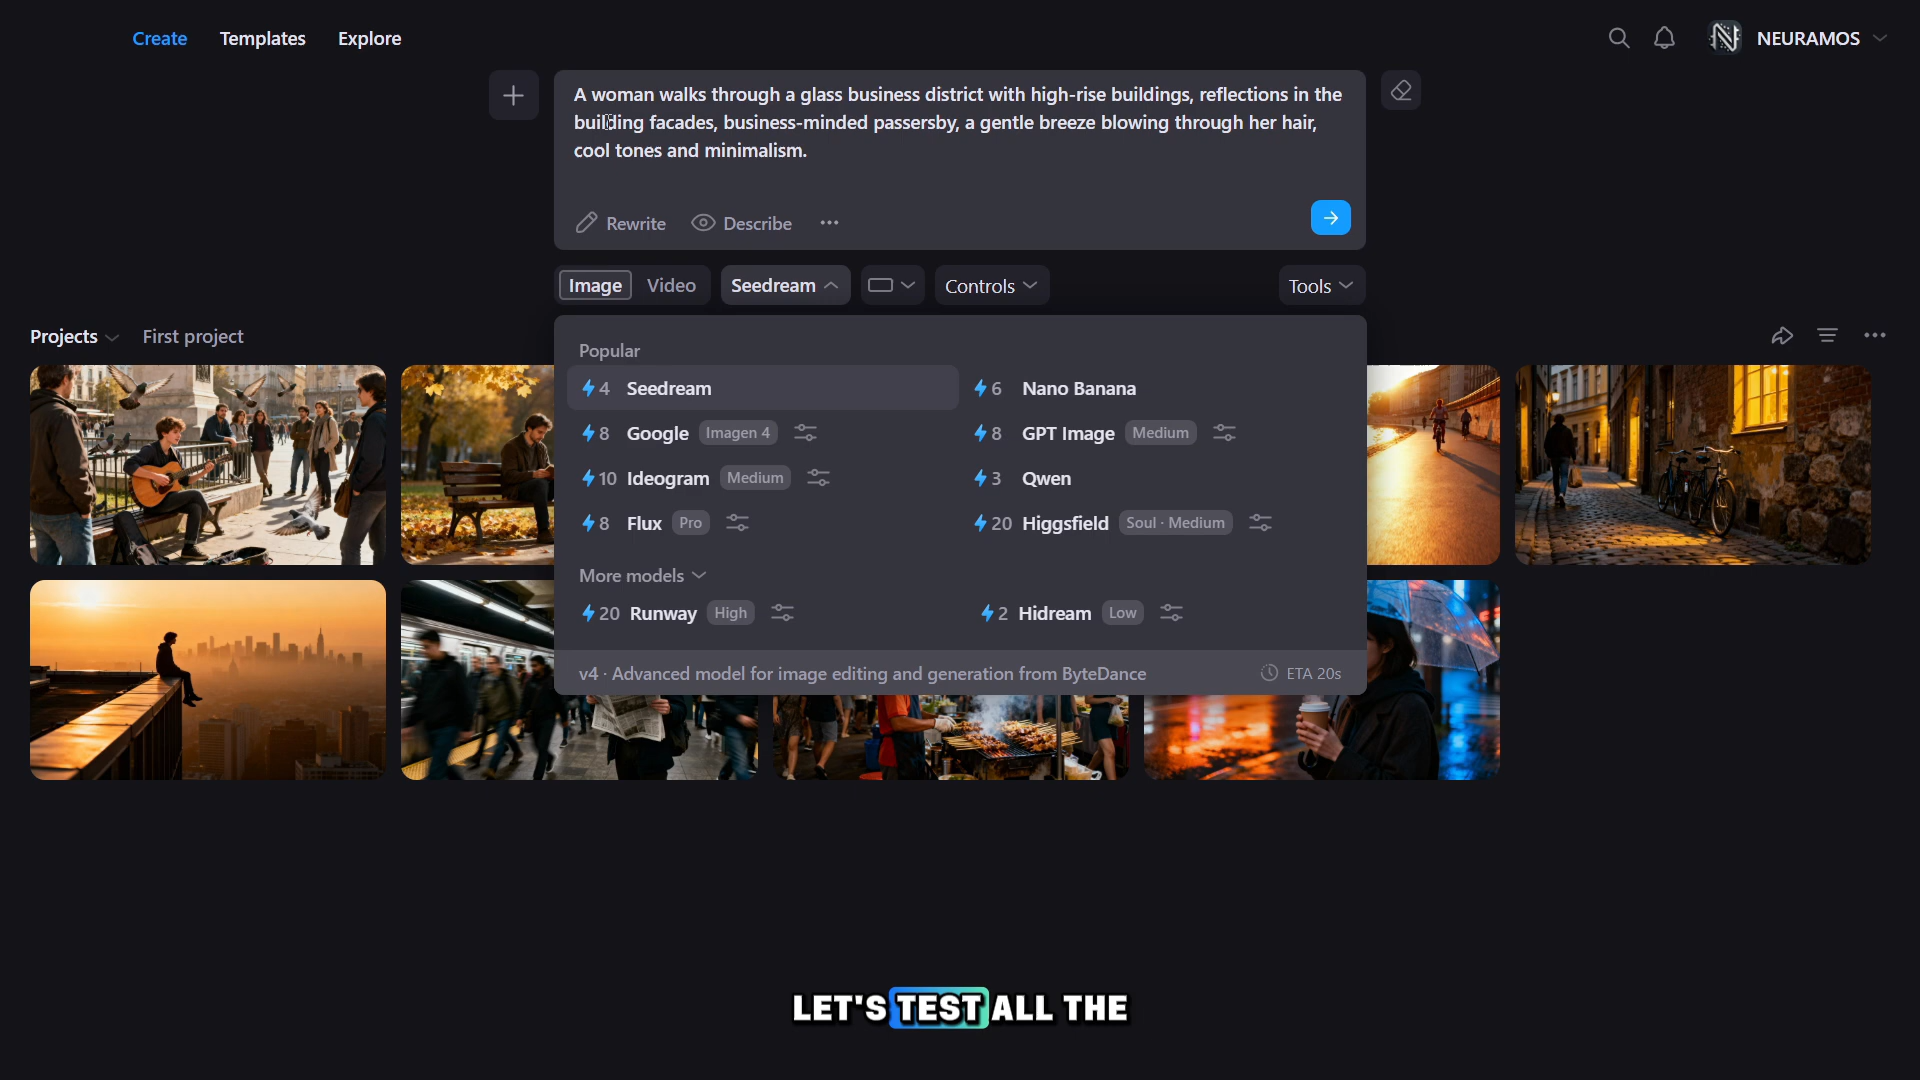 Create Templates Explore NEURAMOS
A woman walks through a glass business district with high-rise buildings, reflections in the
building facades, business-minded passersby, a gentle breeze blowing through her hair,
cool tones and minimalism.
Rewrite Describe
Image Video Seedream Controls Tools
Projects First project
Popular
4 Seedream 6 Nano Banana
8 Google Imagen 4 8 GPT Image Medium
10 Ideogram Medium 3 Qwen
8 Flux Pro 20 Higgsfield Soul · Medium
More models
20 Runway High 2 Hidream Low
v4 · Advanced model for image editing and generation from ByteDance ETA 20s
LET'S TEST ALL THE